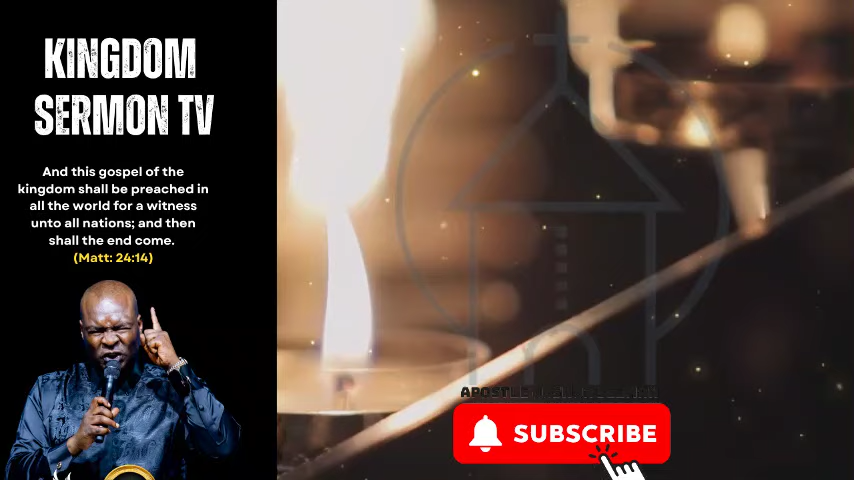 KINGDOM
SERMON TV
And this gospel of the
kingdom shall be preached in
all the world for a witness
unto all nations; and then
shall the end come.
(Matt: 24:14)
SUBSCRIBE